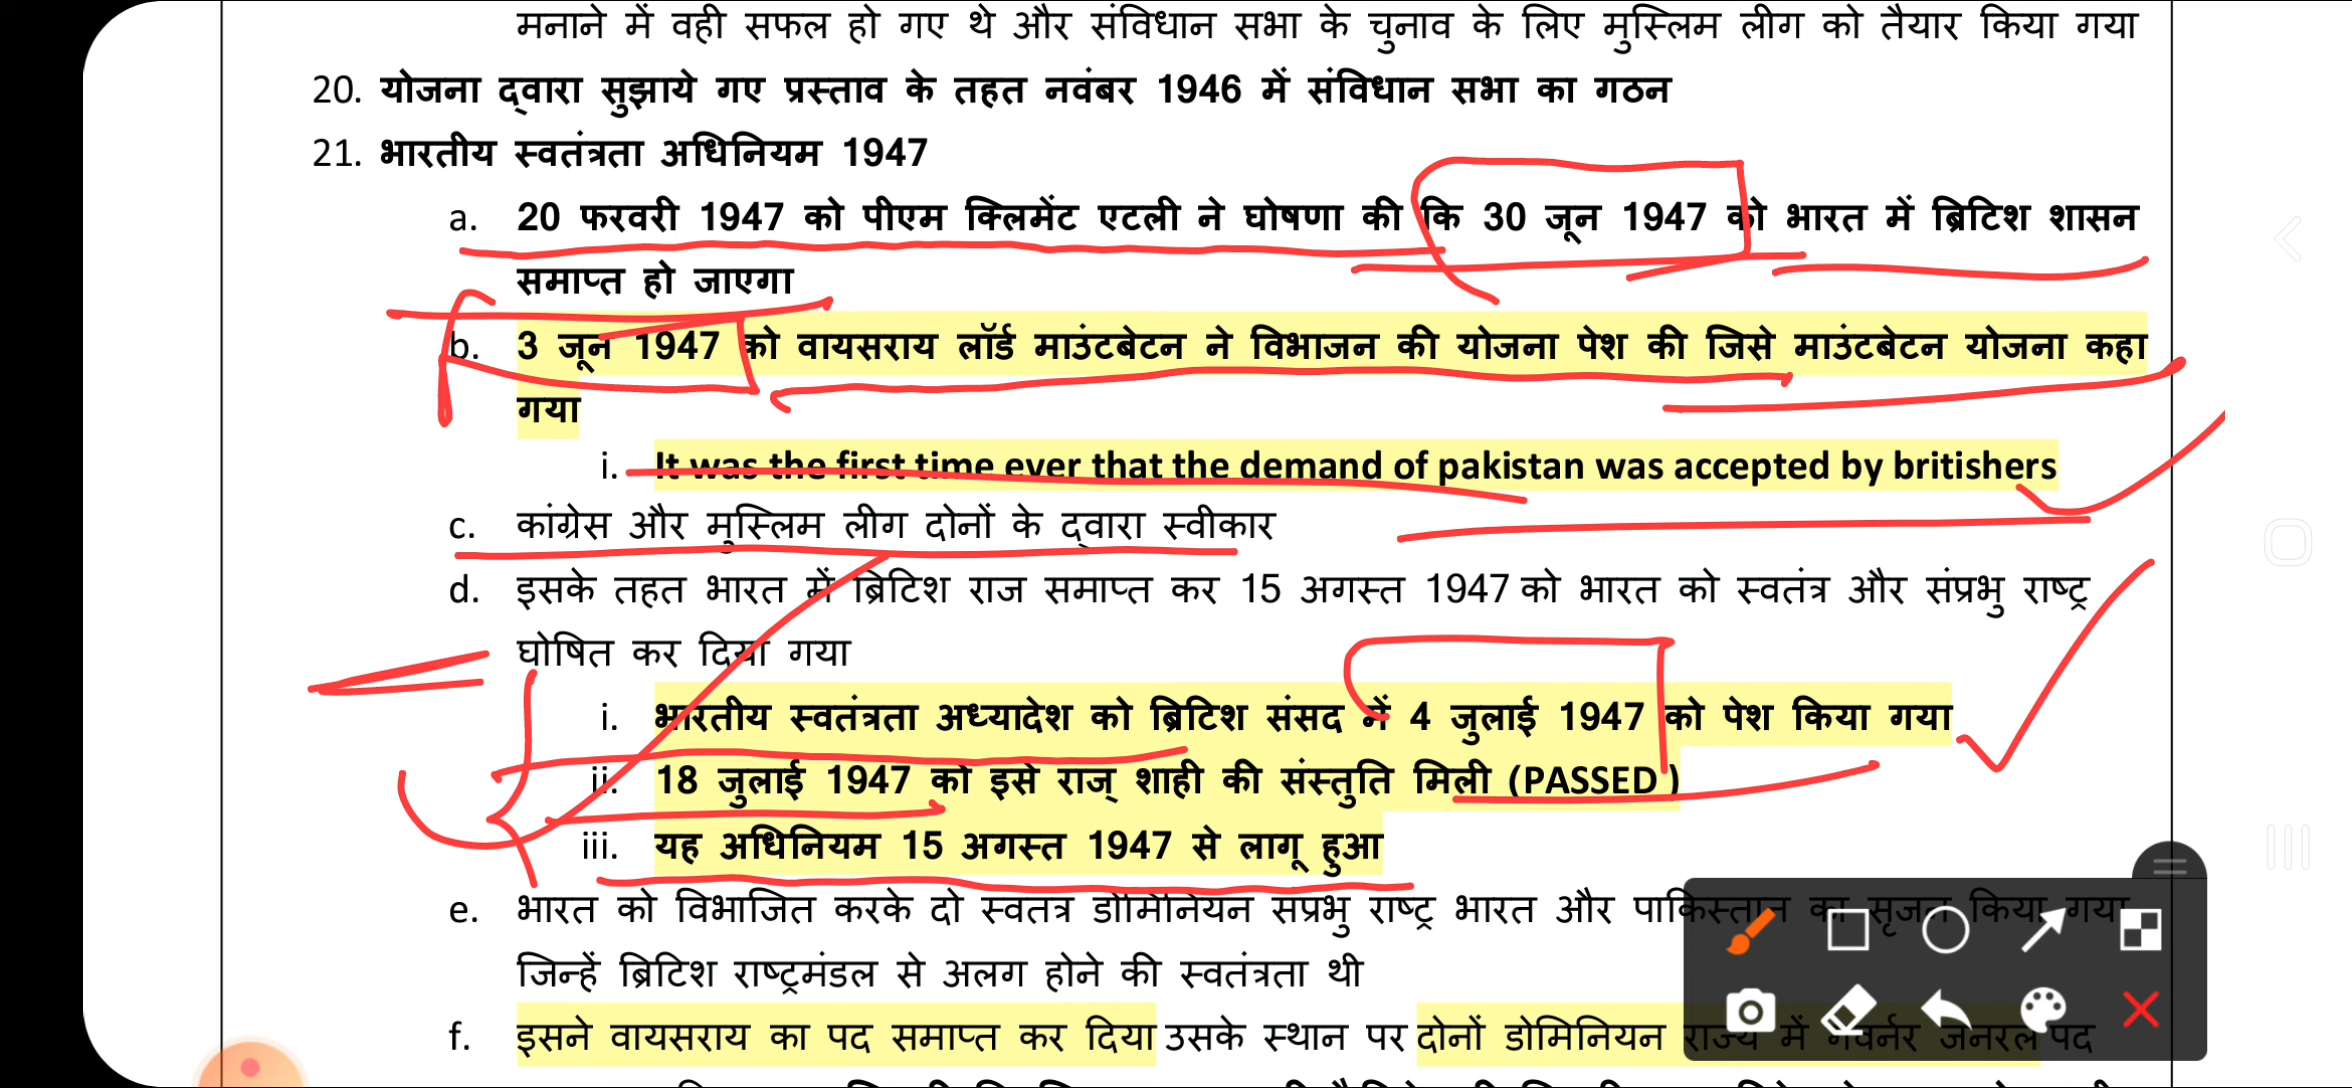 मनाने में वही सफल हो गए थे और संविधान सभा के चुनाव के लिए मुस्लिम लीग को तैयार किया गया
20. योजना द्वारा सुझाये गए प्रस्ताव के तहत नवंबर 1946 में संविधान सभा का गठन
21. भारतीय स्वतंत्रता अधिनियम 1947
a. 20 फरवरी 1947 को पीएम क्लिमेंट एटली ने घोषणा की कि 30 जून 1947 को भारत में ब्रिटिश शासन
समाप्त हो जाएगा
b. 3 जून 1947 को वायसराय लॉर्ड माउंटबेटन ने विभाजन की योजना पेश की जिसे माउंटबेटन योजना कहा
गया
i. It was the first time ever that the demand of pakistan was accepted by britishers
c. कांग्रेस और मुस्लिम लीग दोनों के द्वारा स्वीकार
d. इसके तहत भारत में ब्रिटिश राज समाप्त कर 15 अगस्त 1947 को भारत को स्वतंत्र और संप्रभु राष्ट्र
घोषित कर दिया गया
i. भारतीय स्वतंत्रता अध्यादेश को ब्रिटिश संसद में 4 जुलाई 1947 को पेश किया गया
ii. 18 जुलाई 1947 को इसे राज् शाही की संस्तुति मिली (PASSED )
iii. यह अधिनियम 15 अगस्त 1947 से लागू हुआ
e. भारत को विभाजित करके दो स्वतंत्र डोमिनियन संप्रभु राष्ट्र भारत और पाकिस्तान का सृजन किया गया
जिन्हें ब्रिटिश राष्ट्रमंडल से अलग होने की स्वतंत्रता थी
f. इसने वायसराय का पद समाप्त कर दिया उसके स्थान पर दोनों डोमिनियन राज्य में गवर्नर जनरल पद